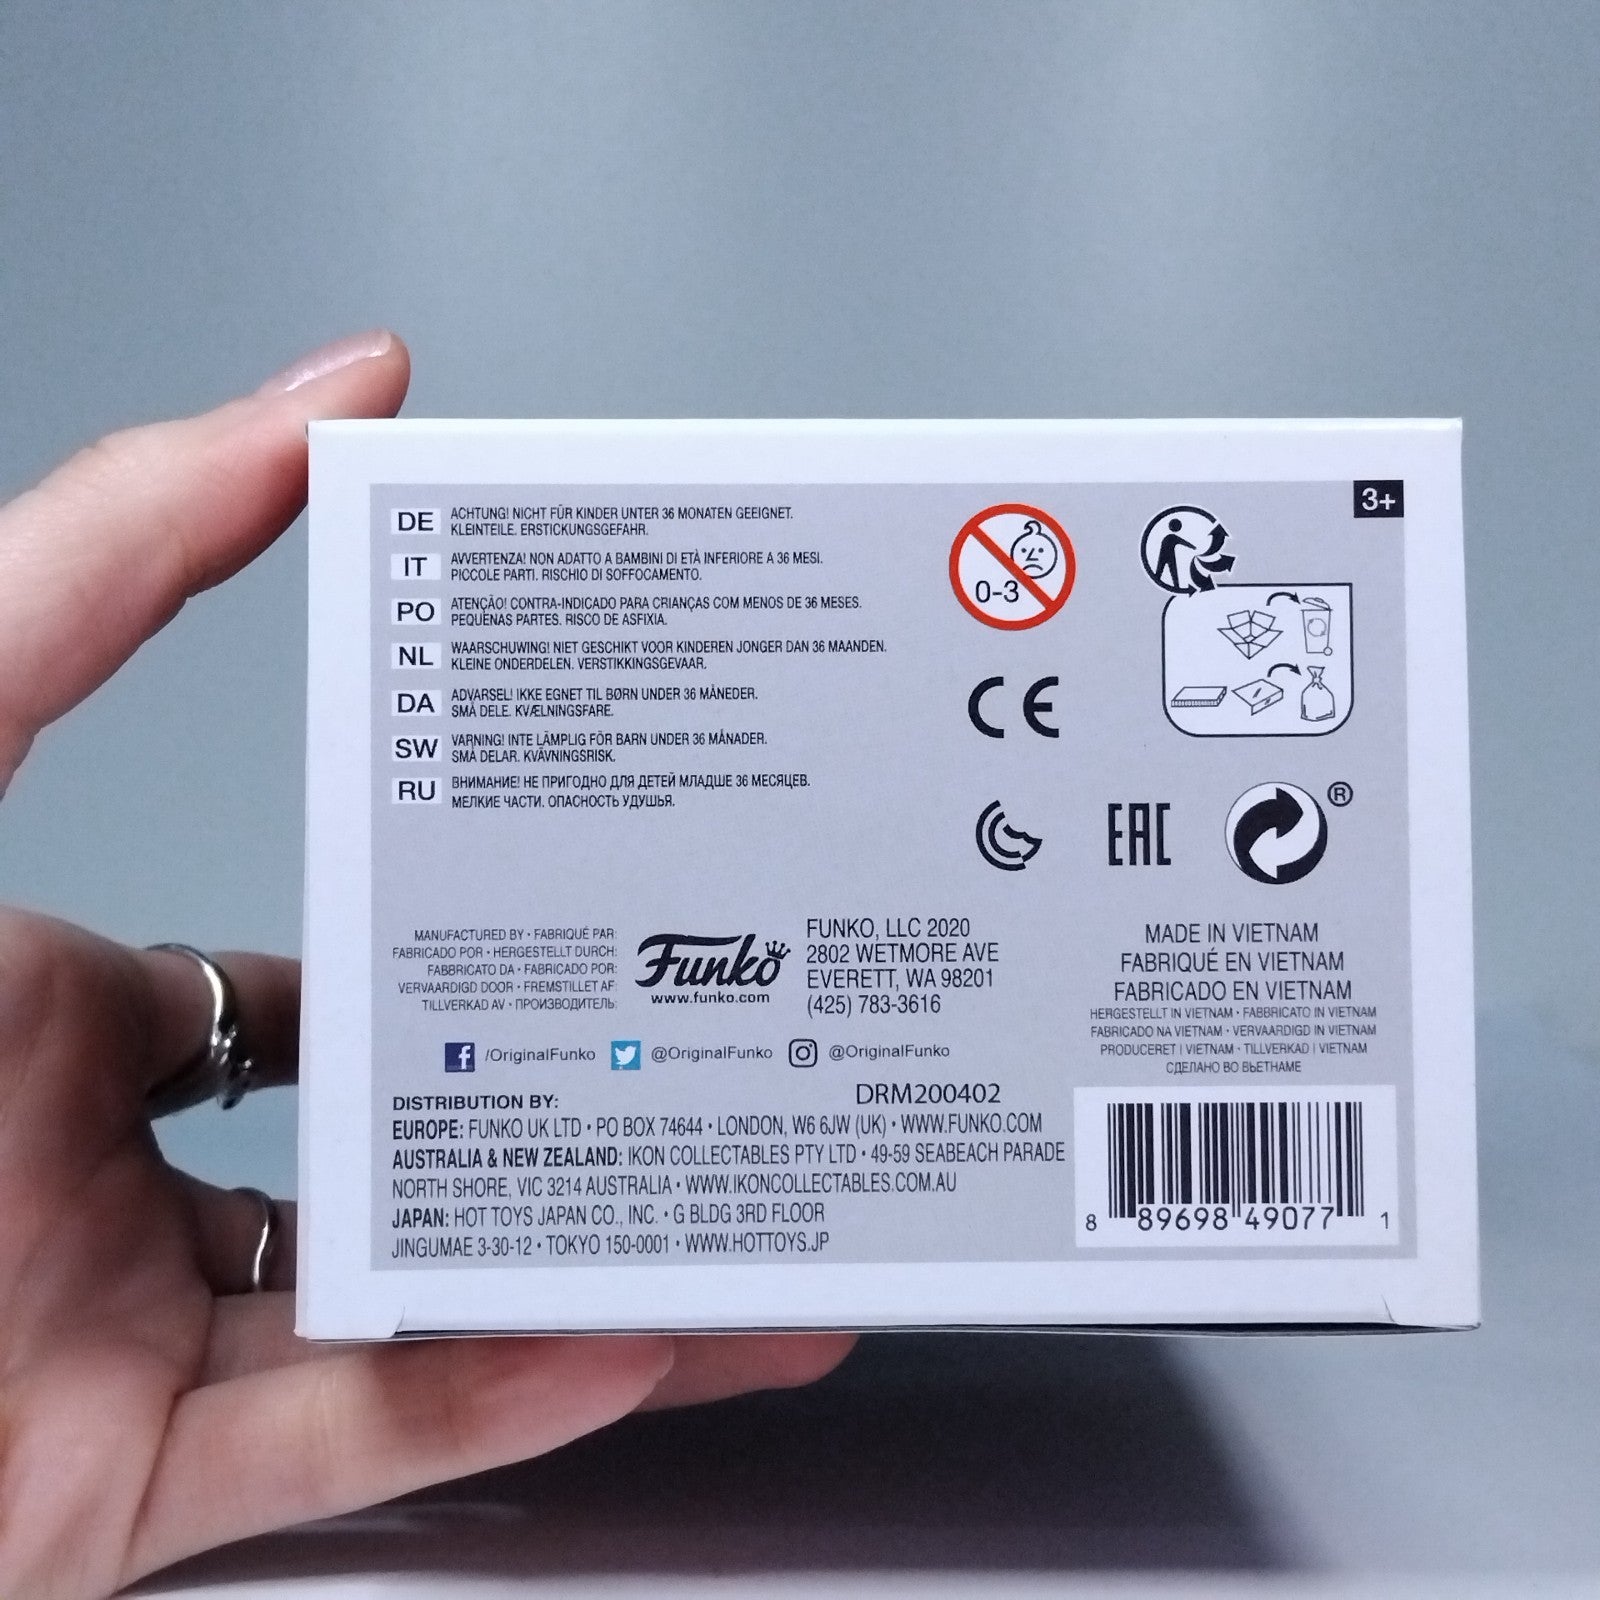 3+
DE ACHTUNG! NICHT FÜR KINDER UNTER 36 MONATEN GEEIGNET.
KLEINTEILE. ERSTICKUNGSGEFAHR.
IT AVVERTENZA! NON ADATTO A BAMBINI DI ETÀ INFERIORE A 36 MESI.
PICCOLE PARTI. RISCHIO DI SOFFOCAMENTO.
PO ATENÇÃO! CONTRA-INDICADO PARA CRIANÇAS COM MENOS DE 36 MESES.
PEQUENAS PARTES. RISCO DE ASFIXIA.
NL WAARSCHUWING! NIET GESCHIKT VOOR KINDEREN JONGER DAN 36 MAANDEN.
KLEINE ONDERDELEN. VERSTIKKINGSGEVAAR.
DA ADVARSEL! IKKE EGNET TIL BØRN UNDER 36 MÅNEDER.
SMÅ DELE. KVÆLNINGSFARE.
SW VARNING! INTE LÄMPLIG FÖR BARN UNDER 36 MÅNADER.
SMÅ DELAR. KVÄVNINGSRISK.
RU ВНИМАНИЕ! НЕ ПРИГОДНО ДЛЯ ДЕТЕЙ МЛАДШЕ 36 МЕСЯЦЕВ.
МЕЛКИЕ ЧАСТИ. ОПАСНОСТЬ УДУШЬЯ.
0-3
CE
EAC
®
MANUFACTURED BY • FABRIQUÉ PAR:
FABRICADO POR • HERGESTELLT DURCH:
FABBRICATO DA • FABRICADO POR:
VERVAARDIGD DOOR • FREMSTILLET AF:
TILLVERKAD AV • ПРОИЗВОДИТЕЛЬ:
Funko
www.funko.com
FUNKO, LLC 2020
2802 WETMORE AVE
EVERETT, WA 98201
(425) 783-3616
MADE IN VIETNAM
FABRIQUÉ EN VIETNAM
FABRICADO EN VIETNAM
HERGESTELLT IN VIETNAM • FABBRICATO IN VIETNAM
FABRICADO NA VIETNAM • VERVAARDIGD IN VIETNAM
PRODUCERET I VIETNAM • TILLVERKAD I VIETNAM
СДЕЛАНО ВО ВЬЕТНАМЕ
f /OriginalFunko @OriginalFunko @OriginalFunko
DRM200402
DISTRIBUTION BY:
EUROPE: FUNKO UK LTD • PO BOX 74644 • LONDON, W6 6JW (UK) • WWW.FUNKO.COM
AUSTRALIA & NEW ZEALAND: IKON COLLECTABLES PTY LTD • 49-59 SEABEACH PARADE
NORTH SHORE, VIC 3214 AUSTRALIA • WWW.IKONCOLLECTABLES.COM.AU
JAPAN: HOT TOYS JAPAN CO., INC. • G BLDG 3RD FLOOR
JINGUMAE 3-30-12 • TOKYO 150-0001 • WWW.HOTTOYS.JP
8 89698 49077 1